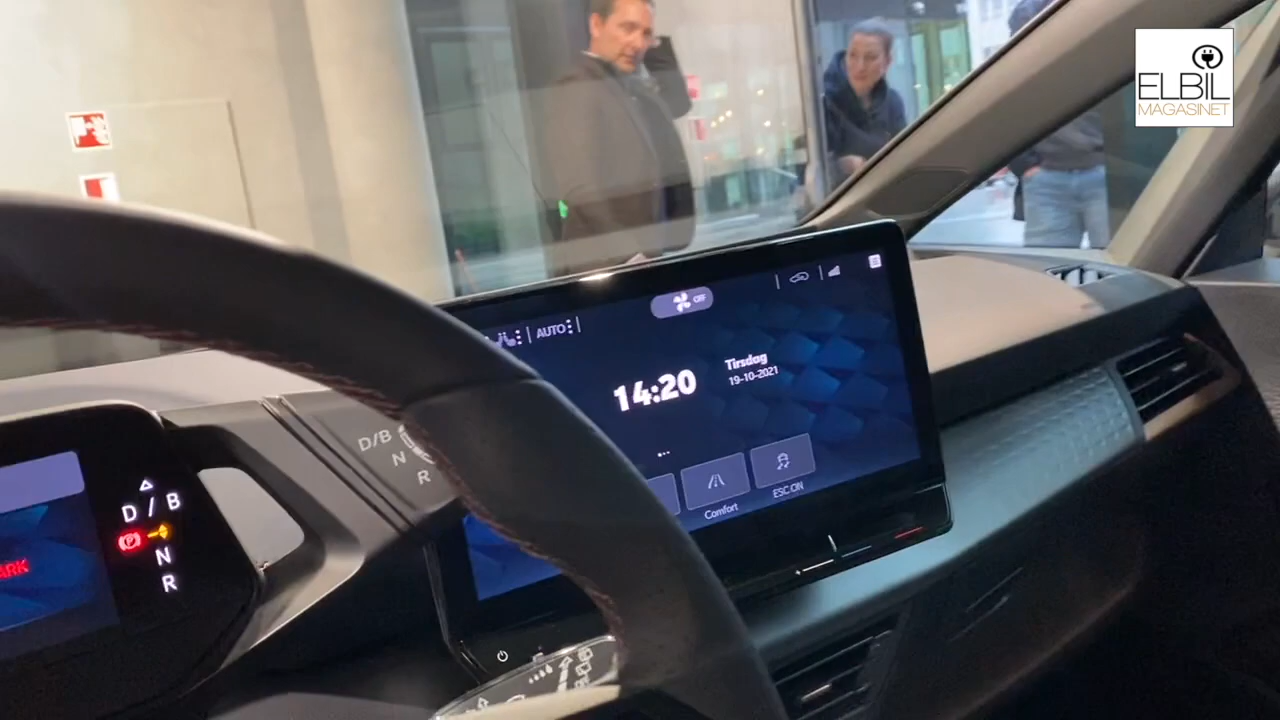 ELBIL
MAGASINET
OFF
AUTO
14:20
Tirsdag
19-10-2021
Comfort
ESC ON
D/B
N
R
D / B
P
N
R
ARK